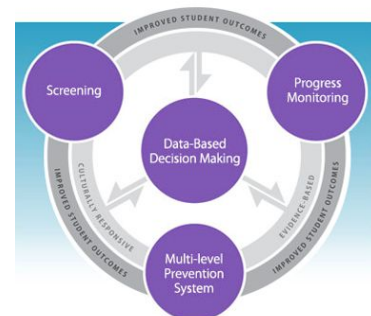 IMPROVED STUDENT OUTCOMES
Screening
Progress
Monitoring
Data-Based
Decision Making
IMPROVED STUDENT OUTCOMES
CULTURALLY RESPONSIVE
EVIDENCE-BASED
IMPROVED STUDENT OUTCOMES
Multi-level
Prevention
System